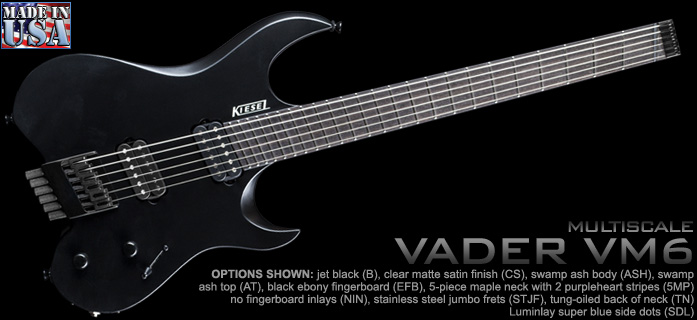 MADE IN
USA
KIESEL
MULTISCALE
VADER VM6
OPTIONS SHOWN: jet black (B), clear matte satin finish (CS), swamp ash body (ASH), swamp
ash top (AT), black ebony fingerboard (EFB), 5-piece maple neck with 2 purpleheart stripes (5MP)
no fingerboard inlays (NIN), stainless steel jumbo frets (STJF), tung-oiled back of neck (TN)
Luminlay super blue side dots (SDL)